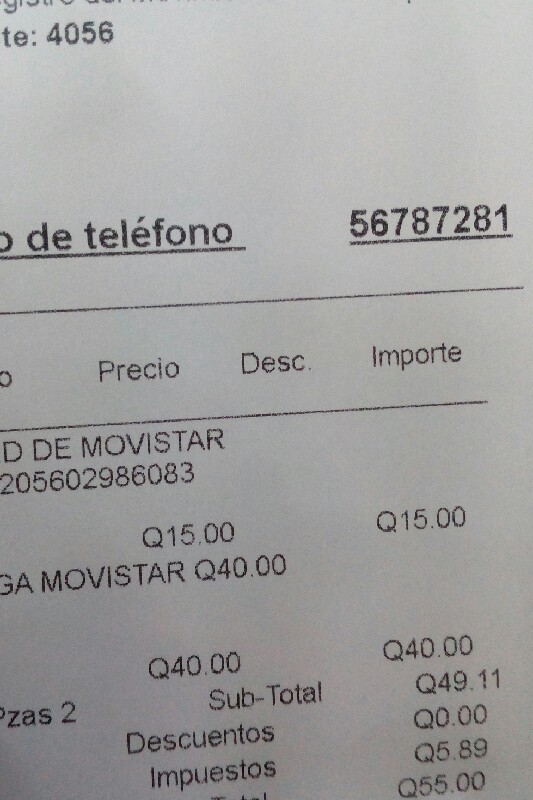 te: 4056
o de teléfono 56787281
o Precio Desc. Importe
D DE MOVISTAR
205602986083
Q15.00 Q15.00
GA MOVISTAR Q40.00
Q40.00 Q40.00
Sub-Total Q49.11
Pzas 2
Descuentos Q0.00
Impuestos Q5.89
Total Q55.00